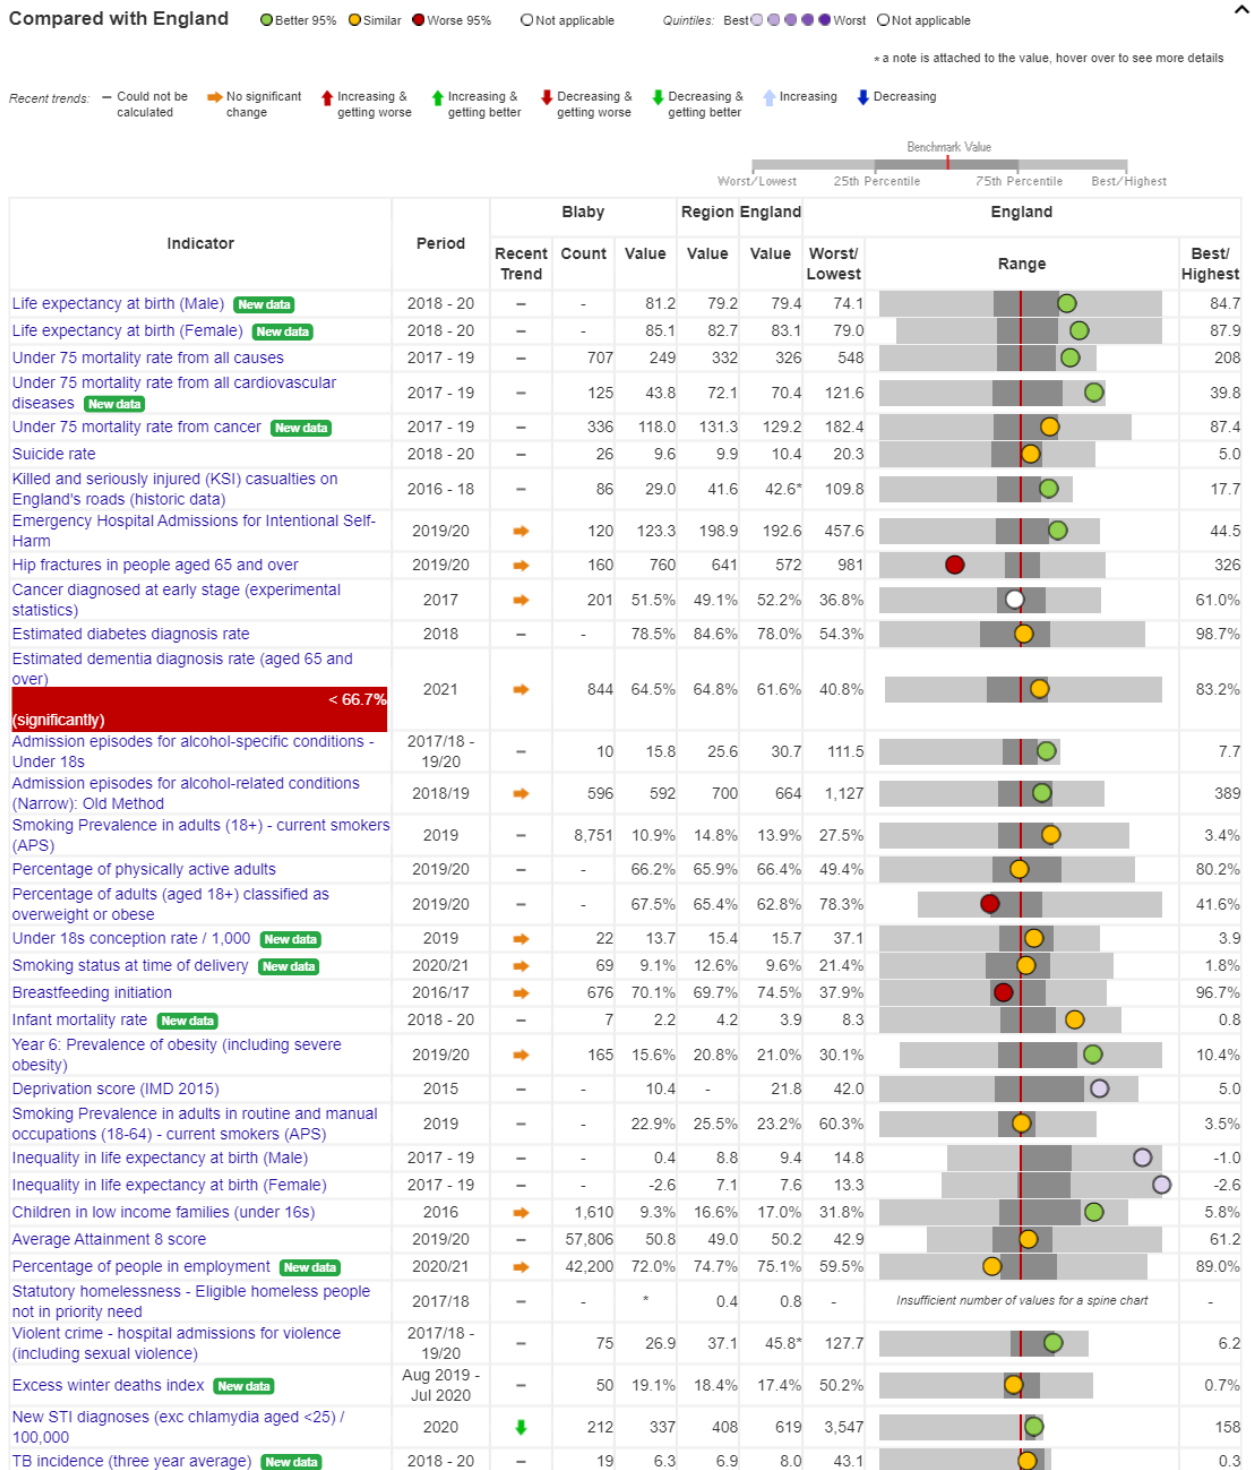 Compared with England Better 95% Similar Worse 95% Not applicable Quintiles: Best Worst Not applicable
* a note is attached to the value, hover over to see more details
Recent trends: – Could not be calculated No significant change Increasing & getting worse Increasing & getting better Decreasing & getting worse Decreasing & getting better Increasing Decreasing
Benchmark Value
Worst/Lowest 25th Percentile 75th Percentile Best/Highest
Indicator Period Blaby Region England England
Recent Trend Count Value Value Value Worst/ Lowest Range Best/ Highest
Life expectancy at birth (Male) New data 2018 - 20 – - 81.2 79.2 79.4 74.1 84.7
Life expectancy at birth (Female) New data 2018 - 20 – - 85.1 82.7 83.1 79.0 87.9
Under 75 mortality rate from all causes 2017 - 19 – 707 249 332 326 548 208
Under 75 mortality rate from all cardiovascular
diseases New data 2017 - 19 – 125 43.8 72.1 70.4 121.6 39.8
Under 75 mortality rate from cancer New data 2017 - 19 – 336 118.0 131.3 129.2 182.4 87.4
Suicide rate 2018 - 20 – 26 9.6 9.9 10.4 20.3 5.0
Killed and seriously injured (KSI) casualties on
England's roads (historic data) 2016 - 18 – 86 29.0 41.6 42.6* 109.8 17.7
Emergency Hospital Admissions for Intentional Self-
Harm 2019/20 120 123.3 198.9 192.6 457.6 44.5
Hip fractures in people aged 65 and over 2019/20 160 760 641 572 981 326
Cancer diagnosed at early stage (experimental
statistics) 2017 201 51.5% 49.1% 52.2% 36.8% 61.0%
Estimated diabetes diagnosis rate 2018 – - 78.5% 84.6% 78.0% 54.3% 98.7%
Estimated dementia diagnosis rate (aged 65 and
over) 2021 844 64.5% 64.8% 61.6% 40.8% 83.2%
< 66.7%
(significantly)
Admission episodes for alcohol-specific conditions -
Under 18s 2017/18 - 19/20 – 10 15.8 25.6 30.7 111.5 7.7
Admission episodes for alcohol-related conditions
(Narrow): Old Method 2018/19 596 592 700 664 1,127 389
Smoking Prevalence in adults (18+) - current smokers
(APS) 2019 – 8,751 10.9% 14.8% 13.9% 27.5% 3.4%
Percentage of physically active adults 2019/20 – - 66.2% 65.9% 66.4% 49.4% 80.2%
Percentage of adults (aged 18+) classified as
overweight or obese 2019/20 – - 67.5% 65.4% 62.8% 78.3% 41.6%
Under 18s conception rate / 1,000 New data 2019 22 13.7 15.4 15.7 37.1 3.9
Smoking status at time of delivery New data 2020/21 69 9.1% 12.6% 9.6% 21.4% 1.8%
Breastfeeding initiation 2016/17 676 70.1% 69.7% 74.5% 37.9% 96.7%
Infant mortality rate New data 2018 - 20 – 7 2.2 4.2 3.9 8.3 0.8
Year 6: Prevalence of obesity (including severe
obesity) 2019/20 165 15.6% 20.8% 21.0% 30.1% 10.4%
Deprivation score (IMD 2015) 2015 – - 10.4 - 21.8 42.0 5.0
Smoking Prevalence in adults in routine and manual
occupations (18-64) - current smokers (APS) 2019 – - 22.9% 25.5% 23.2% 60.3% 3.5%
Inequality in life expectancy at birth (Male) 2017 - 19 – - 0.4 8.8 9.4 14.8 -1.0
Inequality in life expectancy at birth (Female) 2017 - 19 – - -2.6 7.1 7.6 13.3 -2.6
Children in low income families (under 16s) 2016 1,610 9.3% 16.6% 17.0% 31.8% 5.8%
Average Attainment 8 score 2019/20 – 57,806 50.8 49.0 50.2 42.9 61.2
Percentage of people in employment New data 2020/21 42,200 72.0% 74.7% 75.1% 59.5% 89.0%
Statutory homelessness - Eligible homeless people
not in priority need 2017/18 – - * 0.4 0.8 - Insufficient number of values for a spine chart -
Violent crime - hospital admissions for violence
(including sexual violence) 2017/18 - 19/20 – 75 26.9 37.1 45.8* 127.7 6.2
Excess winter deaths index New data Aug 2019 - Jul 2020 – 50 19.1% 18.4% 17.4% 50.2% 0.7%
New STI diagnoses (exc chlamydia aged <25) /
100,000 2020 212 337 408 619 3,547 158
TB incidence (three year average) New data 2018 - 20 – 19 6.3 6.9 8.0 43.1 0.3